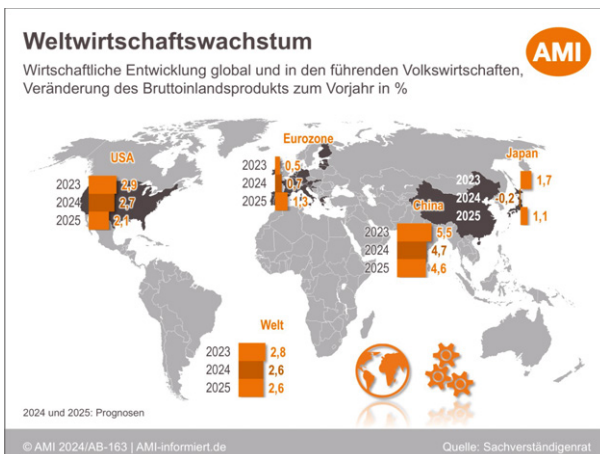 Weltwirtschaftswachstum
AMI
Wirtschaftliche Entwicklung global und in den führenden Volkswirtschaften,
Veränderung des Bruttoinlandsprodukts zum Vorjahr in %
USA
2023 2,9
2024 2,7
2025 2,1
Eurozone
2023 0,5
2024 0,7
2025 1,3
Japan
2023 1,7
2024 -0,2
2025 1,1
China
5,5
4,7
4,6
2023
2024
2025
Welt
2023 2,8
2024 2,6
2025 2,6
2024 und 2025: Prognosen
© AMI 2024/AB-163 | AMI-informiert.de
Quelle: Sachverständigenrat